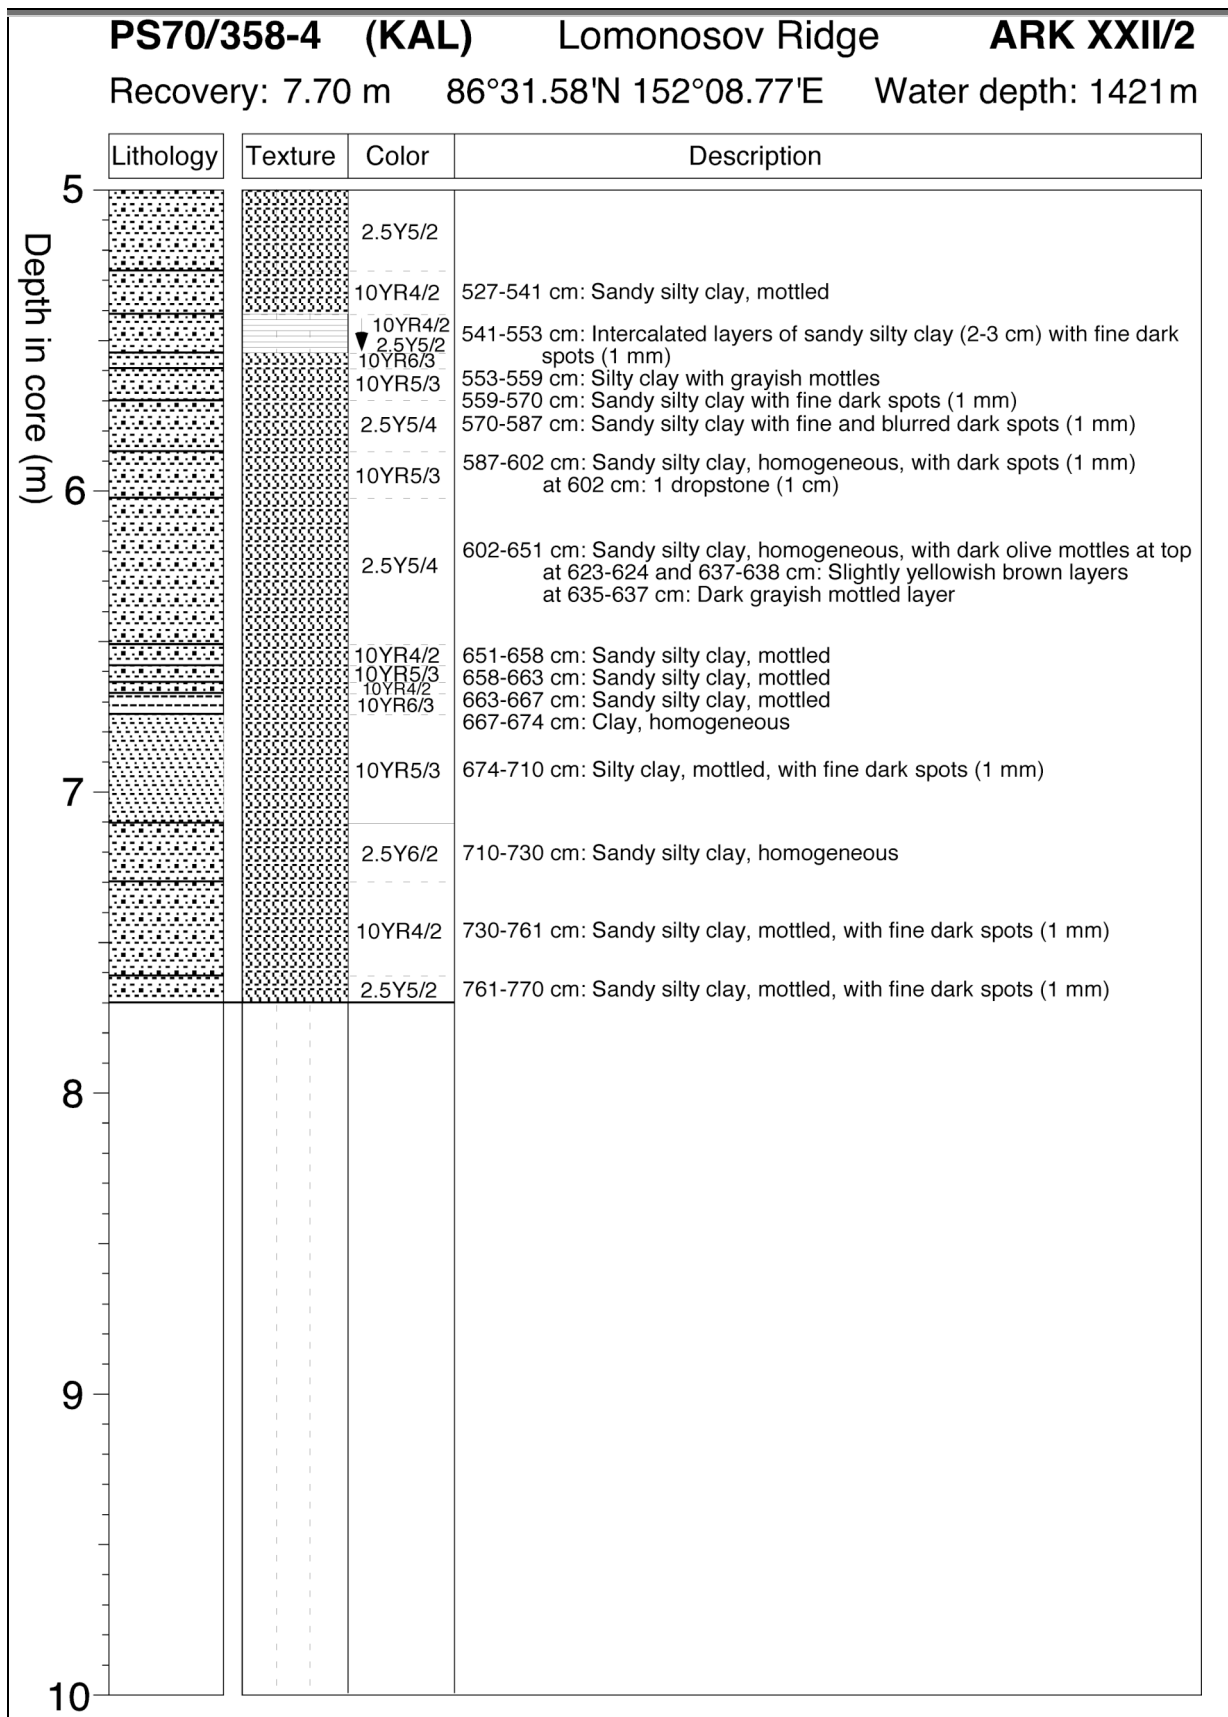 PS70/358-4 (KAL) Lomonosov Ridge ARK XXII/2
Recovery: 7.70 m 86°31.58'N 152°08.77'E Water depth: 1421m
Lithology Texture Color Description
Depth in core (m)
5
2.5Y5/2
10YR4/2 527-541 cm: Sandy silty clay, mottled
10YR4/2
541-553 cm: Intercalated layers of sandy silty clay (2-3 cm) with fine dark
2.5Y5/2
spots (1 mm)
10YR6/3
553-559 cm: Silty clay with grayish mottles
10YR5/3
559-570 cm: Sandy silty clay with fine dark spots (1 mm)
2.5Y5/4 570-587 cm: Sandy silty clay with fine and blurred dark spots (1 mm)
587-602 cm: Sandy silty clay, homogeneous, with dark spots (1 mm)
10YR5/3
at 602 cm: 1 dropstone (1 cm)
6
602-651 cm: Sandy silty clay, homogeneous, with dark olive mottles at top
2.5Y5/4
at 623-624 and 637-638 cm: Slightly yellowish brown layers
at 635-637 cm: Dark grayish mottled layer
10YR4/2 651-658 cm: Sandy silty clay, mottled
10YR5/3 658-663 cm: Sandy silty clay, mottled
10YR4/2 663-667 cm: Sandy silty clay, mottled
10YR6/3 667-674 cm: Clay, homogeneous
10YR5/3 674-710 cm: Silty clay, mottled, with fine dark spots (1 mm)
7
2.5Y6/2 710-730 cm: Sandy silty clay, homogeneous
10YR4/2 730-761 cm: Sandy silty clay, mottled, with fine dark spots (1 mm)
2.5Y5/2 761-770 cm: Sandy silty clay, mottled, with fine dark spots (1 mm)
8
9
10